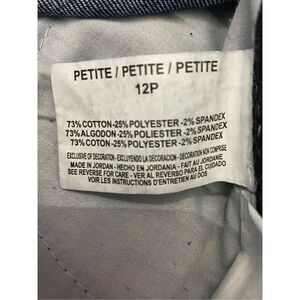 PETITE / PETITE / PETITE
12P
73% COTTON-25% POLYESTER-2% SPANDEX
73% ALGODON-25% POLIESTER-2% SPANDEX
73% COTON-25% POLYESTER-2% SPANDEX
EXCLUSIVE OF DECORATION - EXCLUYENDO LA DECORACION - DECORATION NON COMPRISE
MADE IN JORDAN - HECHO EN JORDANIA - FAIT AU JORDANIE
SEE REVERSE FOR CARE - VER AL REVERSO PARA EL CUIDADO
VOIR LES INSTRUCTIONS D'ENTRETIEN AU DOS